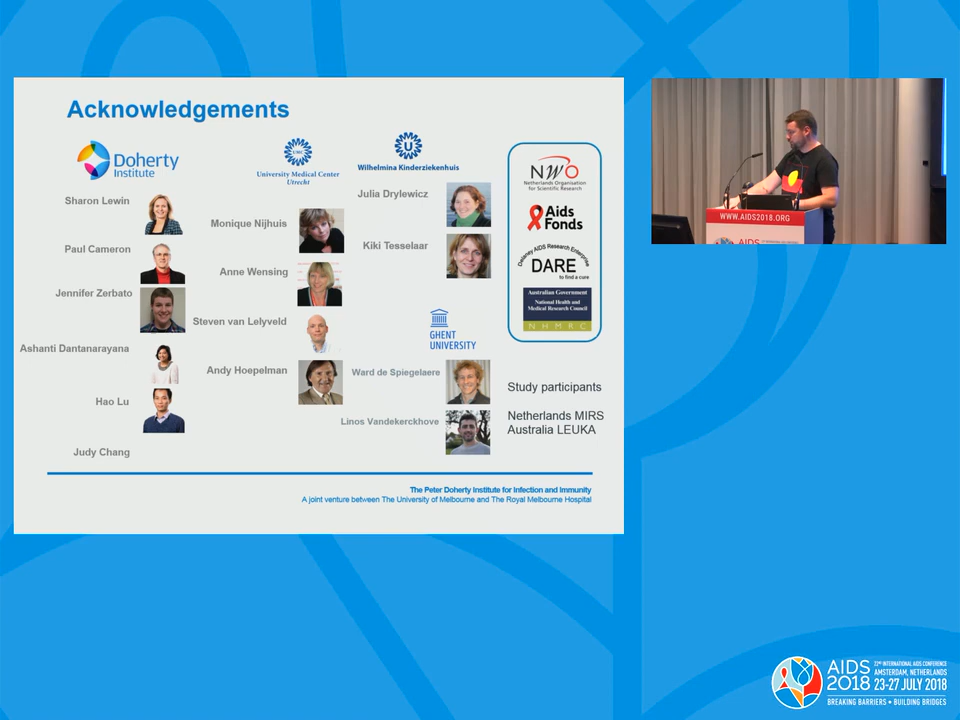 Acknowledgements
Doherty
Institute
Sharon Lewin
Paul Cameron
Jennifer Zerbato
Ashanti Dantanarayana
Hao Lu
Judy Chang
UMC
University Medical Center
Utrecht
Monique Nijhuis
Anne Wensing
Steven van Lelyveld
Andy Hoepelman
U
Wilhelmina Kinderziekenhuis
Julia Drylewicz
Kiki Tesselaar
GHENT
UNIVERSITY
Ward de Spiegelaere
Linos Vandekerckhove
NWO
Netherlands Organisation
for Scientific Research
Aids
Fonds
Delaney AIDS Research Enterprise
DARE
to find a cure
Australian Government
National Health and
Medical Research Council
NHMRC
Study participants
Netherlands MIRS
Australia LEUKA
The Peter Doherty Institute for Infection and Immunity
A joint venture between The University of Melbourne and The Royal Melbourne Hospital
WWW.AIDS2018.ORG
AIDS
AIDS
2018
22ND INTERNATIONAL AIDS CONFERENCE
AMSTERDAM, NETHERLANDS
23-27 JULY 2018
BREAKING BARRIERS • BUILDING BRIDGES